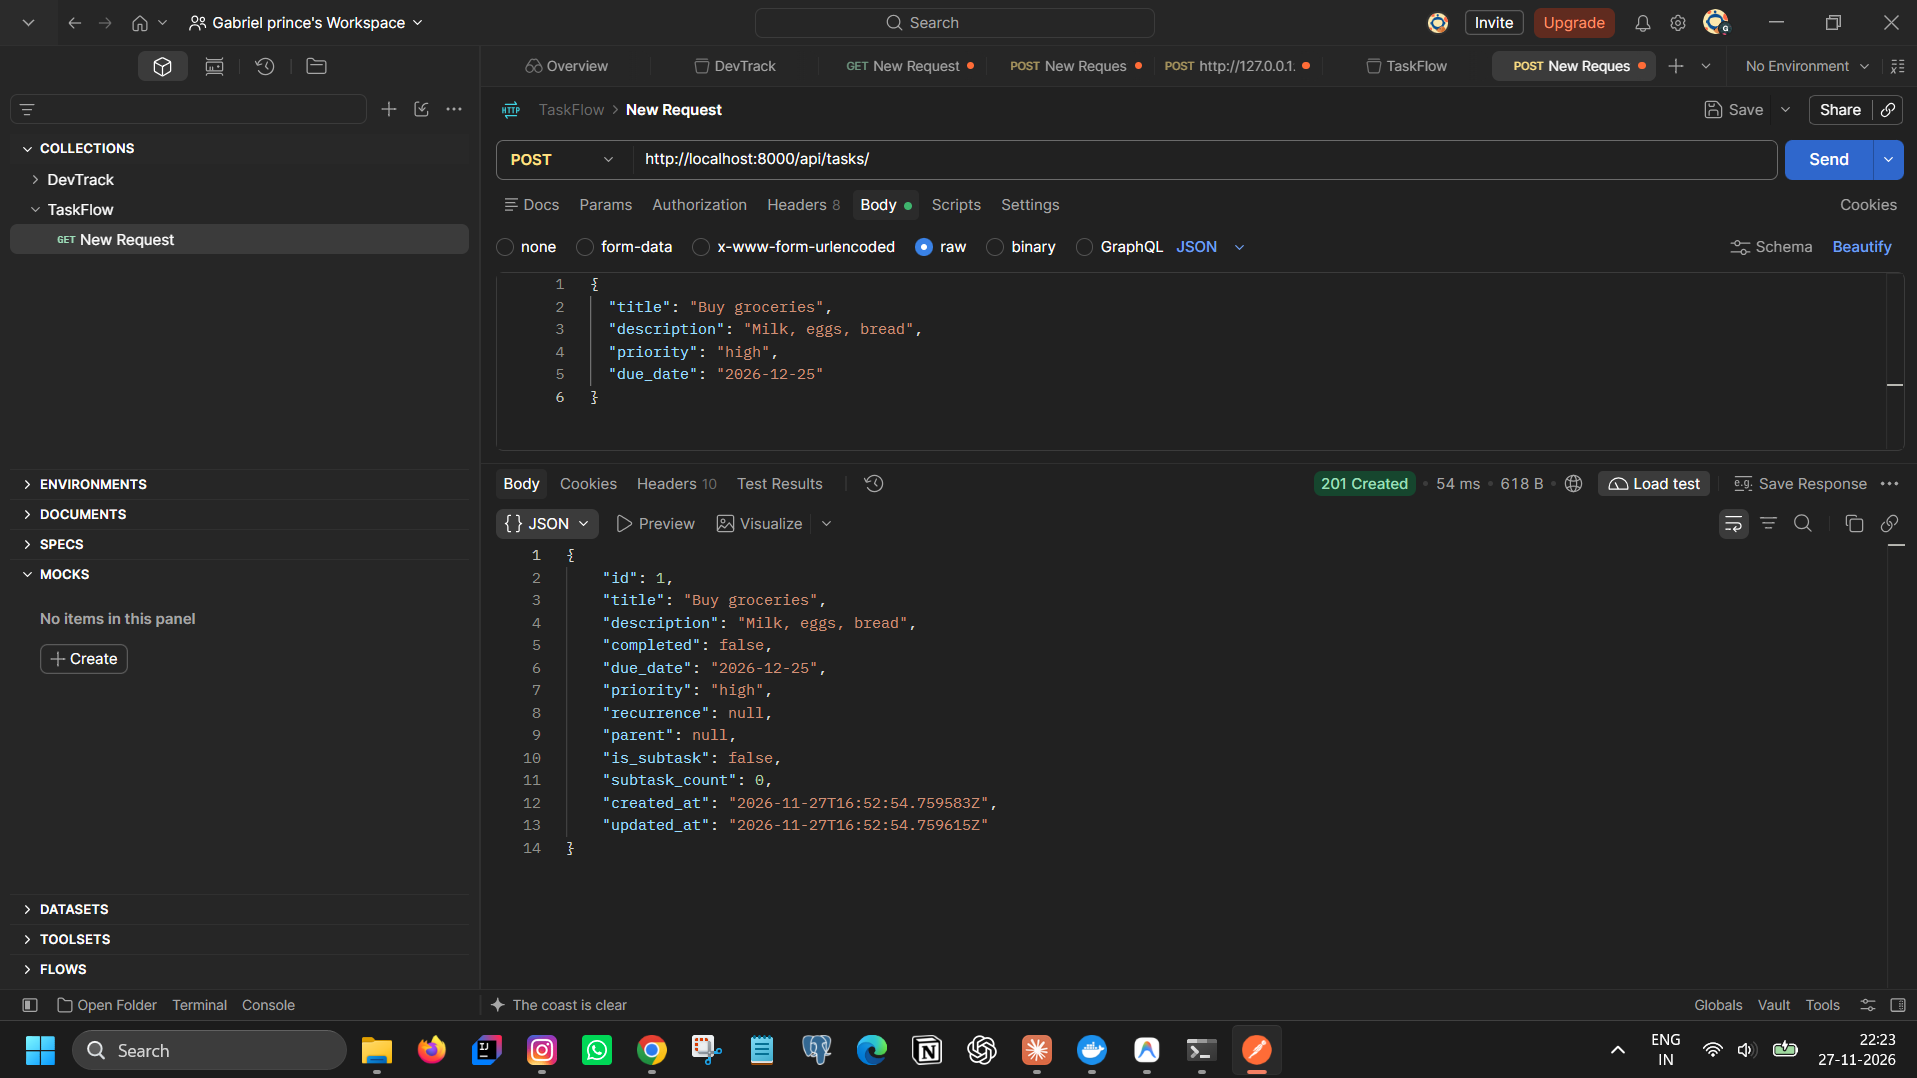 Gabriel prince's Workspace
Search
Invite
Upgrade
Overview
DevTrack
GET New Request
POST New Reques
POST http://127.0.0.1.
TaskFlow
POST New Reques
No Environment
TaskFlow > New Request
Save
Share
COLLECTIONS
DevTrack
TaskFlow
GET New Request
POST
http://localhost:8000/api/tasks/
Send
Docs
Params
Authorization
Headers 8
Body
Scripts
Settings
Cookies
none
form-data
x-www-form-urlencoded
raw
binary
GraphQL
JSON
Schema
Beautify
1 {
2 "title": "Buy groceries",
3 "description": "Milk, eggs, bread",
4 "priority": "high",
5 "due_date": "2026-12-25"
6 }
ENVIRONMENTS
DOCUMENTS
SPECS
MOCKS
No items in this panel
Create
DATASETS
TOOLSETS
FLOWS
Body
Cookies
Headers 10
Test Results
201 Created
54 ms
618 B
Load test
e.g. Save Response
{} JSON
Preview
Visualize
1 {
2 "id": 1,
3 "title": "Buy groceries",
4 "description": "Milk, eggs, bread",
5 "completed": false,
6 "due_date": "2026-12-25",
7 "priority": "high",
8 "recurrence": null,
9 "parent": null,
10 "is_subtask": false,
11 "subtask_count": 0,
12 "created_at": "2026-11-27T16:52:54.759583Z",
13 "updated_at": "2026-11-27T16:52:54.759615Z"
14 }
Open Folder
Terminal
Console
The coast is clear
Globals
Vault
Tools
Search
ENG
IN
22:23
27-11-2026